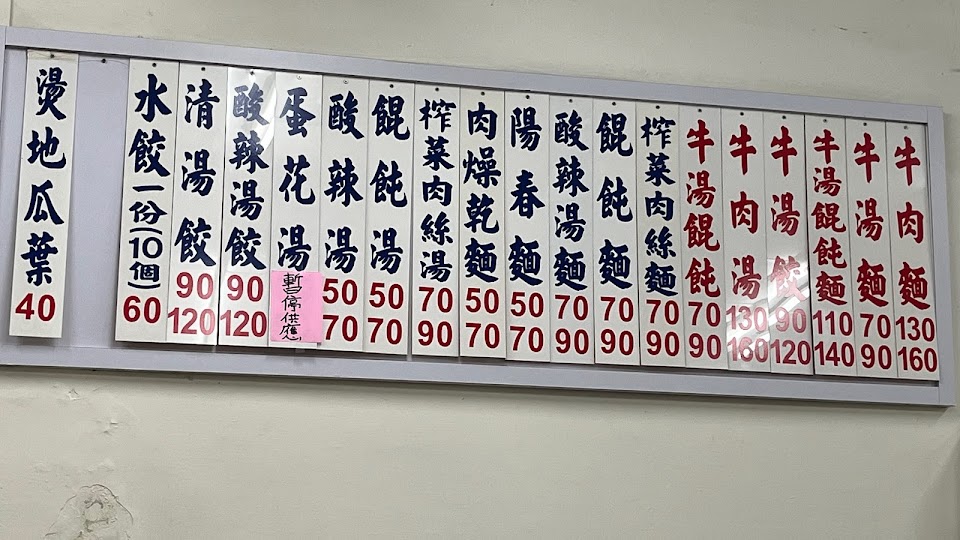 牛肉麵 130 160
牛湯麵 70 90
牛湯餛飩麵 110 140
牛湯餃 90 120
牛肉湯 130 160
牛湯餛飩 70 90
榨菜肉絲麵 70 90
餛飩麵 70 90
酸辣湯麵 70 90
陽春麵 50 70
肉燥乾麵 50 70
榨菜肉絲湯 70 90
餛飩湯 50 70
酸辣湯 50 70
蛋花湯 暫停供應
酸辣湯餃 90 120
清湯餃 90 120
水餃一份(10個) 60
燙地瓜葉 40